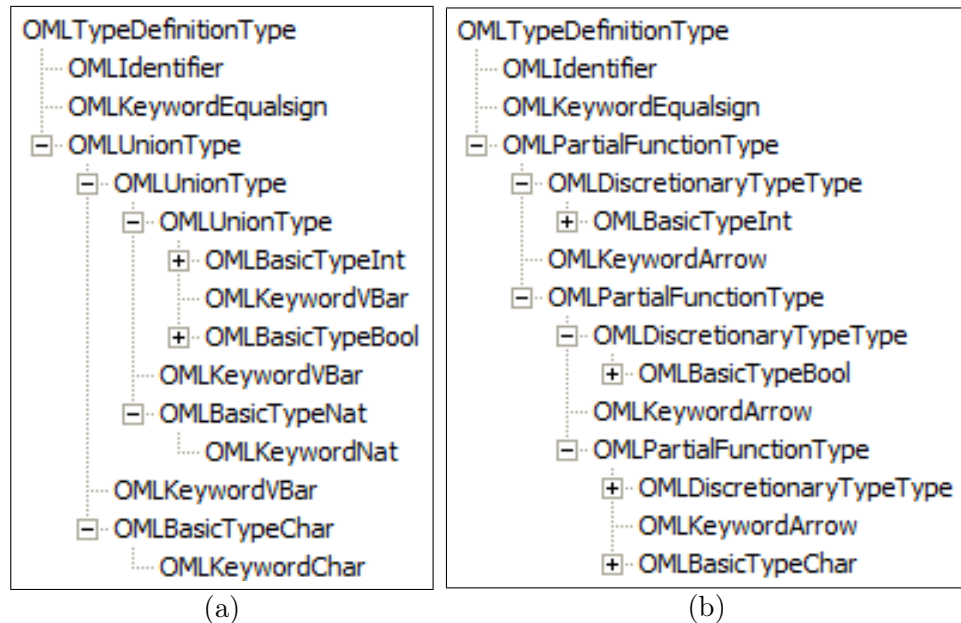 OMLTypeDefinitionType
OMLIdentifier
OMLKeywordEqualsign
OMLUnionType
OMLUnionType
OMLUnionType
OMLBasicTypeInt
OMLKeywordVBar
OMLBasicTypeBool
OMLKeywordVBar
OMLBasicTypeNat
OMLKeywordNat
OMLKeywordVBar
OMLBasicTypeChar
OMLKeywordChar
(a)
OMLTypeDefinitionType
OMLIdentifier
OMLKeywordEqualsign
OMLPartialFunctionType
OMLDiscretionaryTypeType
OMLBasicTypeInt
OMLKeywordArrow
OMLPartialFunctionType
OMLDiscretionaryTypeType
OMLBasicTypeBool
OMLKeywordArrow
OMLPartialFunctionType
OMLDiscretionaryTypeType
OMLKeywordArrow
OMLBasicTypeChar
(b)